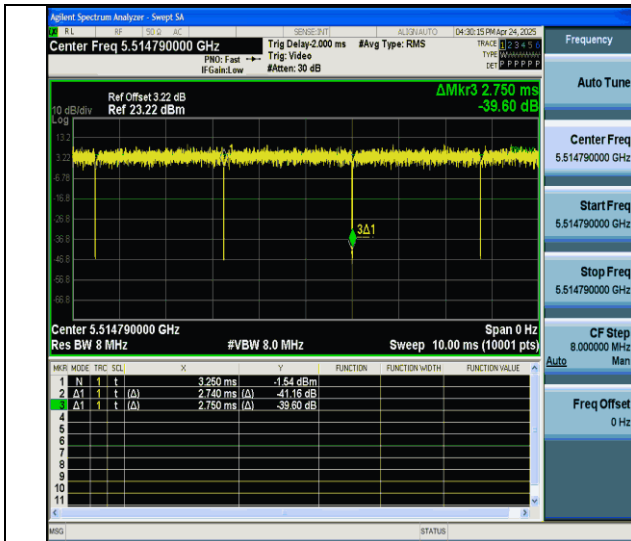 Agilent Spectrum Analyzer - Swept SA
RL RF 50 Ω AC SENSE:INT ALIGN AUTO 04:30:15 PM Apr 24, 2025
Center Freq 5.514790000 GHz
PNO: Fast
IFGain:Low
Trig Delay-2.000 ms
Trig: Video
#Atten: 30 dB
#Avg Type: RMS
TRACE 1 2 3 4 5 6
TYPE
DET P P P P P P
Frequency
Auto Tune
Center Freq
5.514790000 GHz
Start Freq
5.514790000 GHz
Stop Freq
5.514790000 GHz
CF Step
8.000000 MHz
Auto Man
Freq Offset
0 Hz
Ref Offset 3.22 dB
10 dB/div Ref 23.22 dBm
Log
ΔMkr3 2.750 ms
-39.60 dB
13.2
3.22
-6.78
-16.8
-26.8
-36.8
-46.8
-56.8
-66.8
1
3Δ1
Center 5.514790000 GHz Span 0 Hz
Res BW 8 MHz #VBW 8.0 MHz Sweep 10.00 ms (10001 pts)
MKR MODE TRC SCL X Y FUNCTION FUNCTION WIDTH FUNCTION VALUE
1 N 1 t 3.250 ms -1.54 dBm
2 Δ1 1 t (Δ) 2.740 ms (Δ) -41.16 dB
3 Δ1 1 t (Δ) 2.750 ms (Δ) -39.60 dB
4
5
6
7
8
9
10
11
MSG STATUS